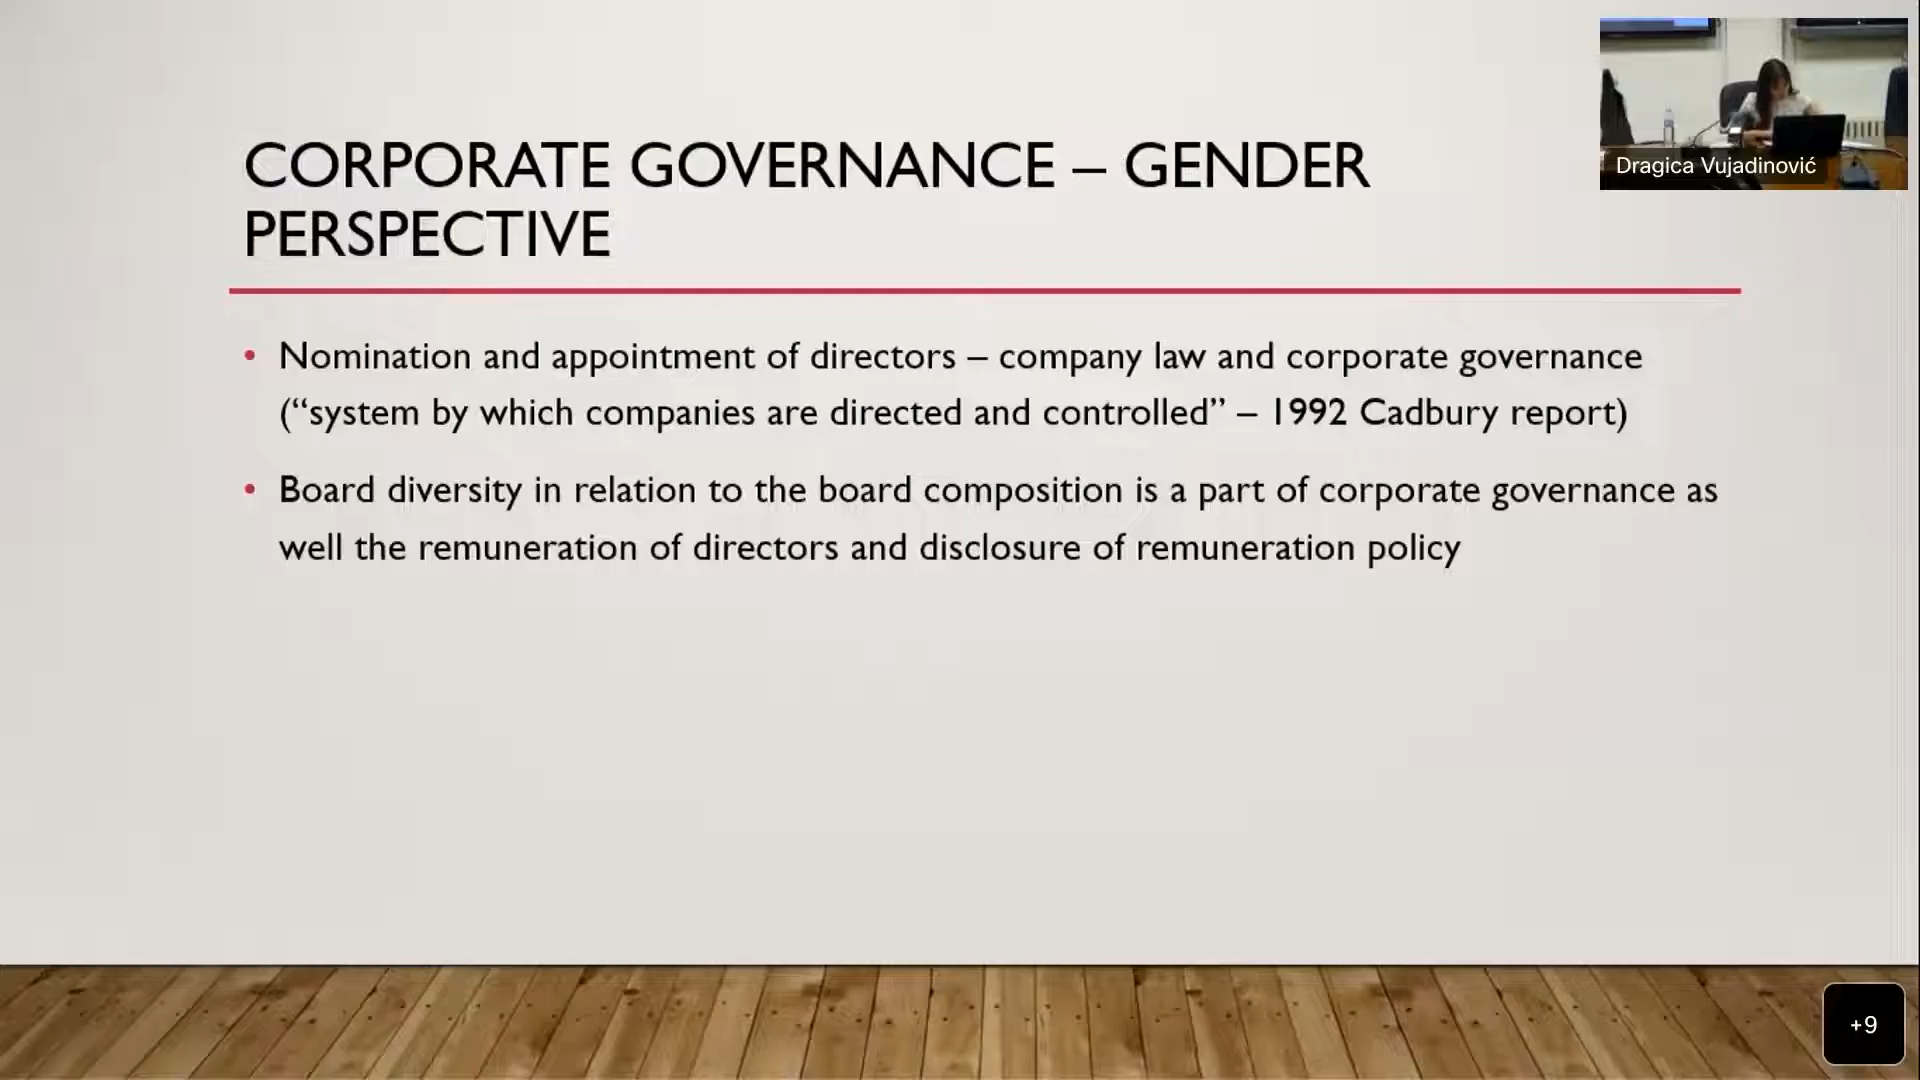 CORPORATE GOVERNANCE – GENDER
PERSPECTIVE
• Nomination and appointment of directors – company law and corporate governance
(“system by which companies are directed and controlled” – 1992 Cadbury report)
• Board diversity in relation to the board composition is a part of corporate governance as
well the remuneration of directors and disclosure of remuneration policy
Dragica Vujadinović
+9